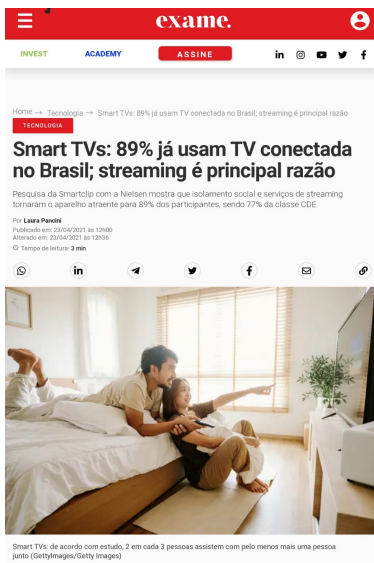 exame.
INVEST
ACADEMY
ASSINE
Home → Tecnologia → Smart TVs: 89% já usam TV conectada no Brasil; streaming é principal razão
TECNOLOGIA
Smart TVs: 89% já usam TV conectada
no Brasil; streaming é principal razão
Pesquisa da Smartclip com a Nielsen mostra que isolamento social e serviços de streaming
tornaram o aparelho atraente para 89% dos participantes, sendo 77% da classe CDE
Por Laura Pancini
Publicado em: 23/04/2021 às 12h00
Alterado em: 23/04/2021 às 12h36
Tempo de leitura: 3 min
Smart TVs: de acordo com estudo, 2 em cada 3 pessoas assistem com pelo menos mais uma pessoa
junto (GettyImages/Getty Images)